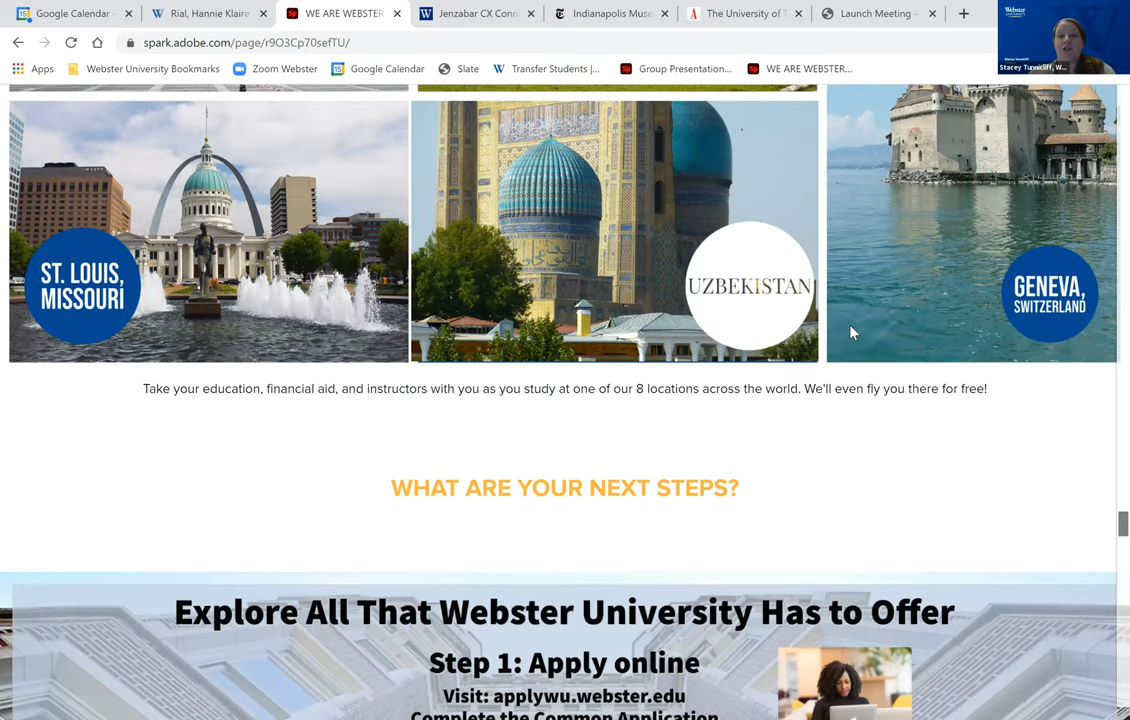 Google Calendar -
Rial, Hannie Klaire
WE ARE WEBSTER
Jenzabar CX Conn
Indianapolis Muse
The University of T
Launch Meeting -
spark.adobe.com/page/r9O3Cp70sefTU/
Apps
Webster University Bookmarks
Zoom Webster
Google Calendar
Slate
Transfer Students |...
Group Presentation...
WE ARE WEBSTER...
Webster
UNIVERSITY
Stacey Tunnicliff, W...
HYATT
ST. LOUIS,
MISSOURI
UZBEKISTAN
GENEVA,
SWITZERLAND
Take your education, financial aid, and instructors with you as you study at one of our 8 locations across the world. We'll even fly you there for free!
WHAT ARE YOUR NEXT STEPS?
Explore All That Webster University Has to Offer
Step 1: Apply online
Visit: applywu.webster.edu
Complete the Common Application